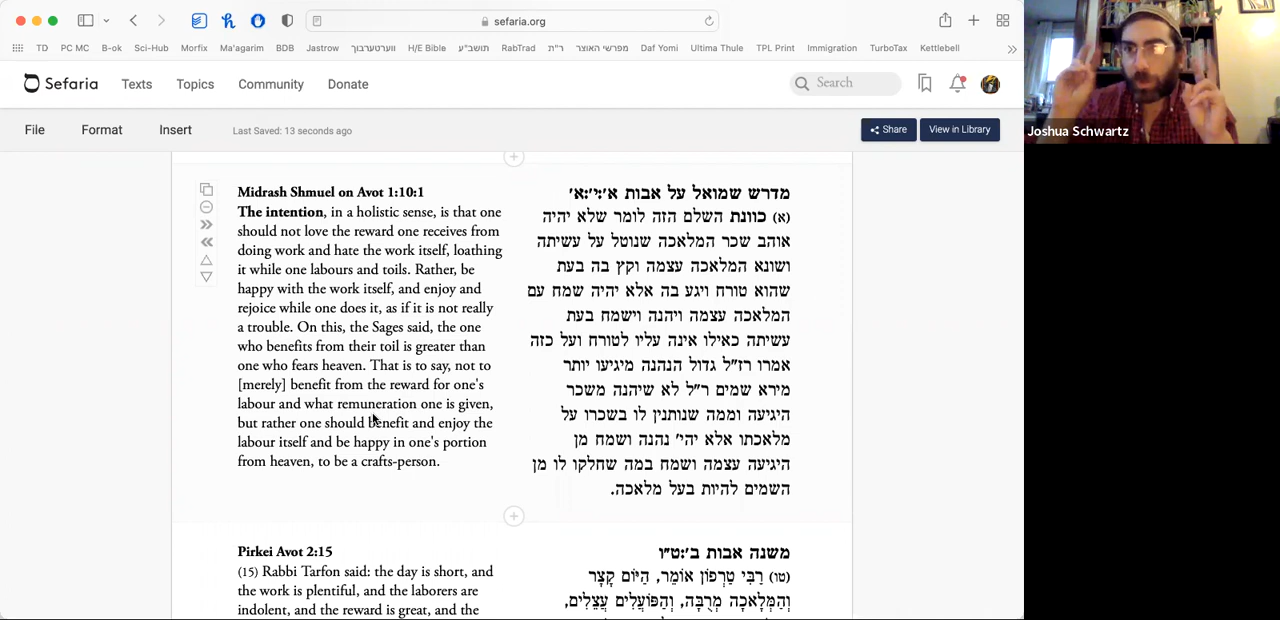 sefaria.org
TD PC MC B-ok Sci-Hub Morfix Ma'agarim BDB Jastrow ווערטערבוך H/E Bible תושב"ע RabTrad ר"ת מפרשי האוצר Daf Yomi Ultima Thule TPL Print Immigration TurboTax Kettlebell
Sefaria Texts Topics Community Donate Search
File Format Insert Last Saved: 13 seconds ago Share View in Library
Midrash Shmuel on Avot 1:10:1
The intention, in a holistic sense, is that one
should not love the reward one receives from
doing work and hate the work itself, loathing
it while one labours and toils. Rather, be
happy with the work itself, and enjoy and
rejoice while one does it, as if it is not really
a trouble. On this, the Sages said, the one
who benefits from their toil is greater than
one who fears heaven. That is to say, not to
[merely] benefit from the reward for one's
labour and what remuneration one is given,
but rather one should benefit and enjoy the
labour itself and be happy in one's portion
from heaven, to be a crafts-person.
מדרש שמואל על אבות א׳:י׳:א׳
(א) כוונת השלם הזה לומר שלא יהיה
אוהב שכר המלאכה שנוטל על עשיתה
ושונא המלאכה עצמה וקץ בה בעת
שהוא טורח ויגע בה אלא יהיה שמח עם
המלאכה עצמה ויהנה וישמח בעת
עשיתה כאילו אינה עליו לטורח ועל כזה
אמרו רז"ל גדול הנהנה מיגיעו יותר
מירא שמים ר"ל לא שיהנה משכר
היגיעה וממה שנותנין לו בשכרו על
מלאכתו אלא יהי׳ נהנה ושמח מן
היגיעה עצמה ושמח במה שחלקו לו מן
השמים להיות בעל מלאכה.
Pirkei Avot 2:15
(15) Rabbi Tarfon said: the day is short, and
the work is plentiful, and the laborers are
indolent, and the reward is great, and the
משנה אבות ב׳:ט״ו
(טו) רַבִּי טַרְפוֹן אוֹמֵר, הַיּוֹם קָצָר
וְהַמְּלָאכָה מְרֻבָּה, וְהַפּוֹעֲלִים עֲצֵלִים,
Joshua Schwartz